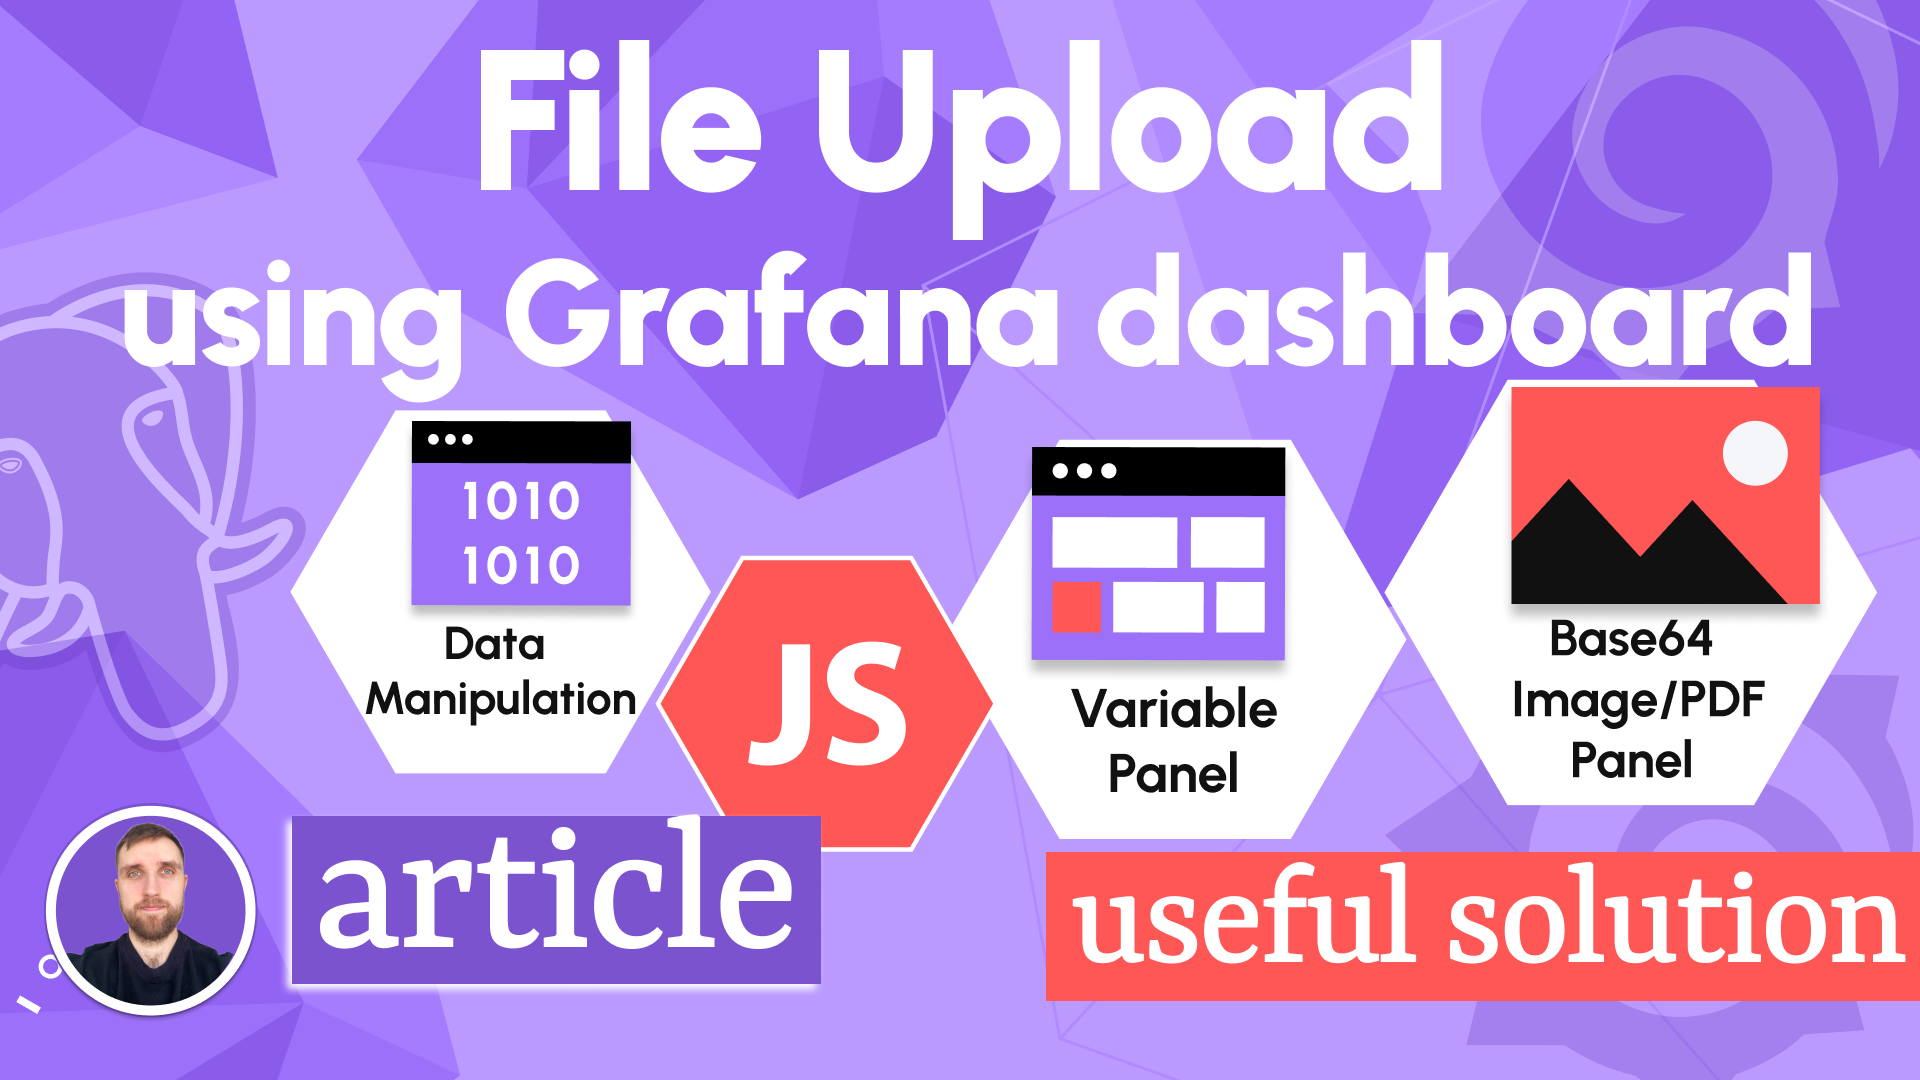 File Upload
using Grafana dashboard
1010
1010
Data
Manipulation
JS
Variable
Panel
Base64
Image/PDF
Panel
article
useful solution